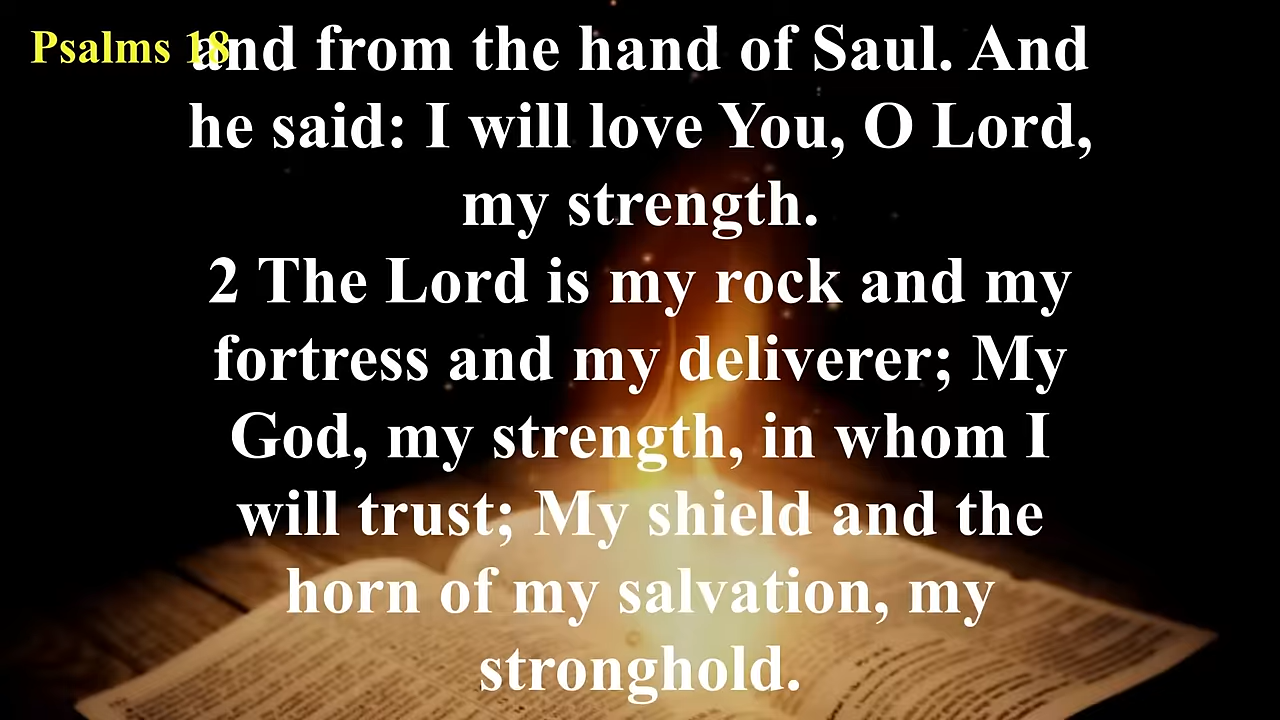 Psalms 18
and from the hand of Saul. And
he said: I will love You, O Lord,
my strength.
2 The Lord is my rock and my
fortress and my deliverer; My
God, my strength, in whom I
will trust; My shield and the
horn of my salvation, my
stronghold.